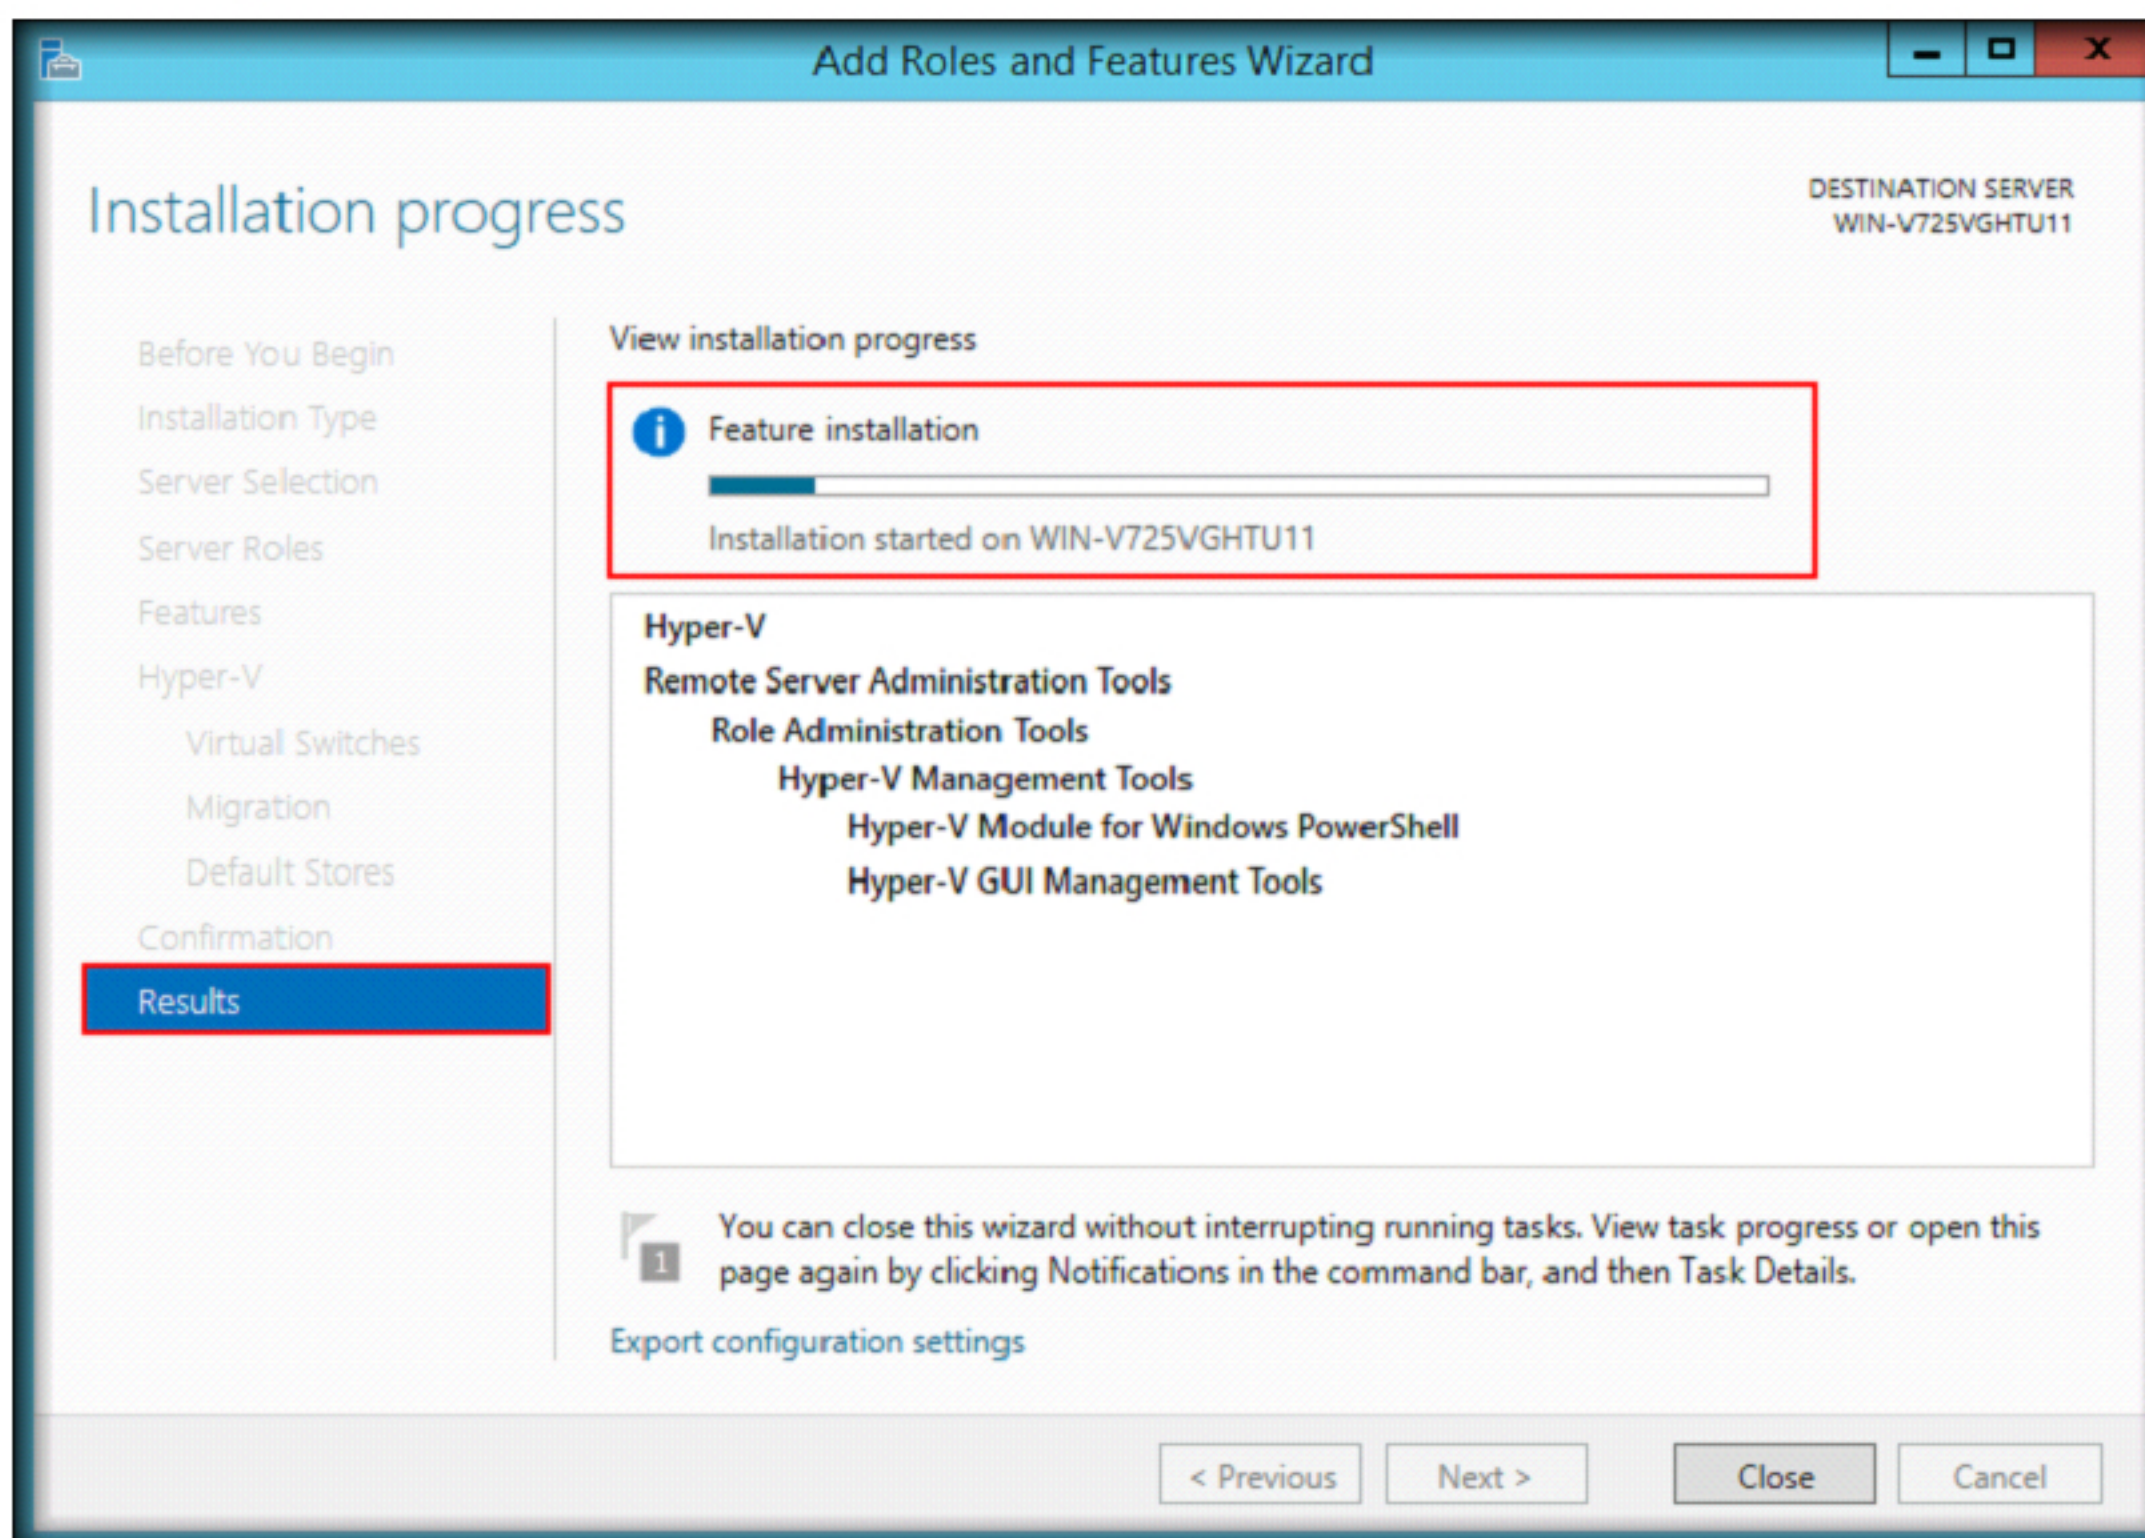 Add Roles and Features Wizard
Installation progress
DESTINATION SERVER
WIN-V725VGHTU11
Before You Begin
Installation Type
Server Selection
Server Roles
Features
Hyper-V
Virtual Switches
Migration
Default Stores
Confirmation
Results
View installation progress
Feature installation
Installation started on WIN-V725VGHTU11
Hyper-V
Remote Server Administration Tools
Role Administration Tools
Hyper-V Management Tools
Hyper-V Module for Windows PowerShell
Hyper-V GUI Management Tools
1
You can close this wizard without interrupting running tasks. View task progress or open this
page again by clicking Notifications in the command bar, and then Task Details.
Export configuration settings
< Previous
Next >
Close
Cancel